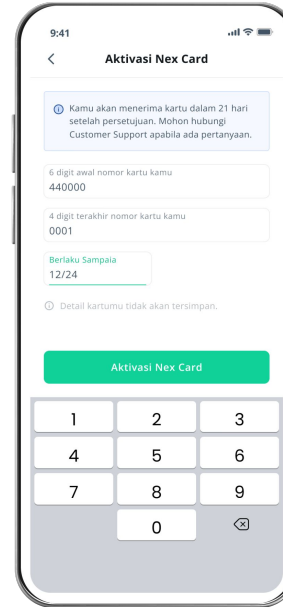 9:41
Aktivasi Nex Card
Kamu akan menerima kartu dalam 21 hari
setelah persetujuan. Mohon hubungi
Customer Support apabila ada pertanyaan.
6 digit awal nomor kartu kamu
440000
4 digit terakhir nomor kartu kamu
0001
Berlaku Sampaia
12/24
Detail kartumu tidak akan tersimpan.
Aktivasi Nex Card
1 2 3
4 5 6
7 8 9
0